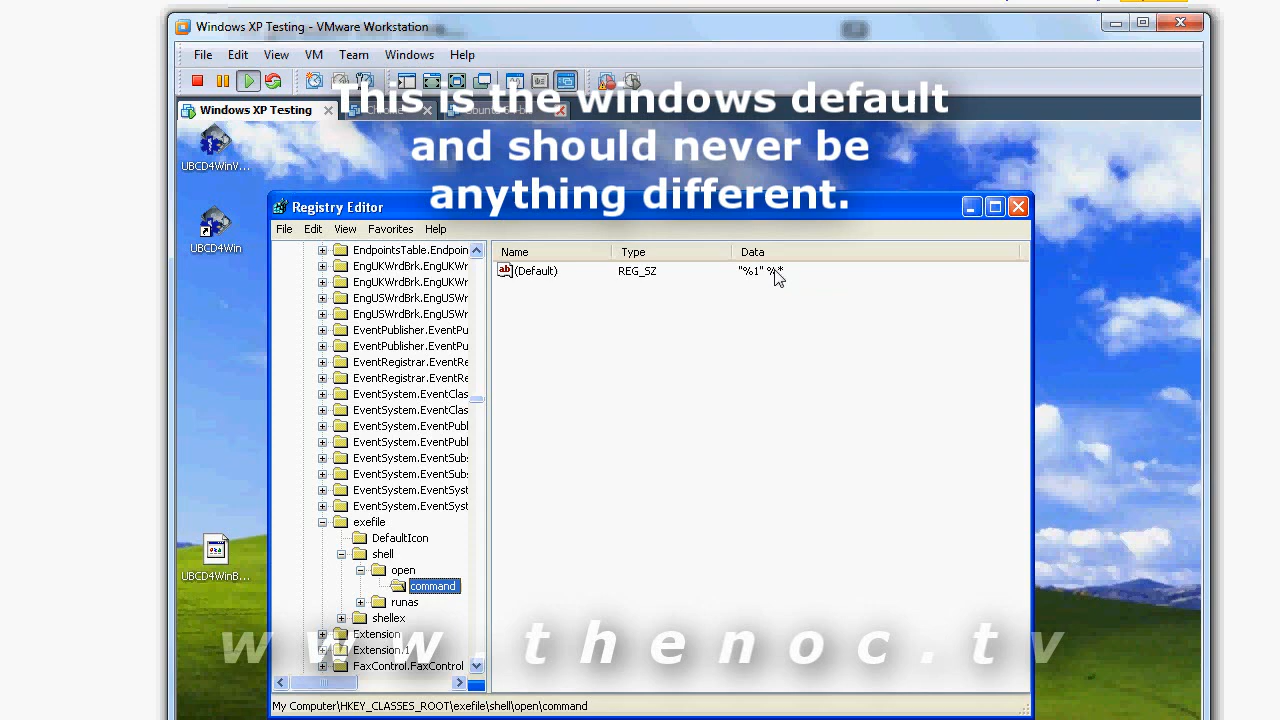 Windows XP Testing - VMware Workstation
File Edit View VM Team Windows Help
This is the windows default
Windows XP Testing
and should never be
UBCD4WinV...
anything different.
Registry Editor
File Edit View Favorites Help
UBCD4Win
Name Type Data
EndpointsTable.Endpoin
(Default) REG_SZ "%1" %*
EngUKWrdBrk.EngUKWr
EngUKWrdBrk.EngUKWr
EngUSWrdBrk.EngUSWr
EngUSWrdBrk.EngUSWr
EventPublisher.EventPu
EventPublisher.EventPu
EventRegistrar.EventRe
EventRegistrar.EventRe
EventSystem.EventClas
EventSystem.EventClas
EventSystem.EventPubl
EventSystem.EventPubl
EventSystem.EventSubs
EventSystem.EventSubs
EventSystem.EventSyst
EventSystem.EventSyst
exefile
DefaultIcon
shell
open
UBCD4WinB...
command
runas
shellex
Extension
www.thenoc.tv
Extension.1
FaxControl.FaxControl
My Computer\HKEY_CLASSES_ROOT\exefile\shell\open\command